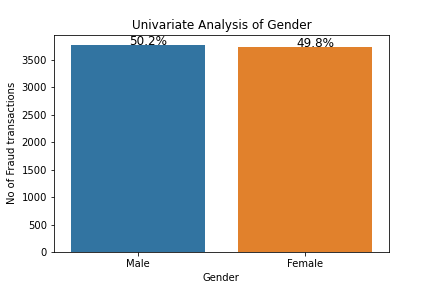 Univariate Analysis of Gender
50.2%
49.8%
3500
3000
2500
2000
1500
1000
500
0
No of Fraud transactions
Male
Female
Gender